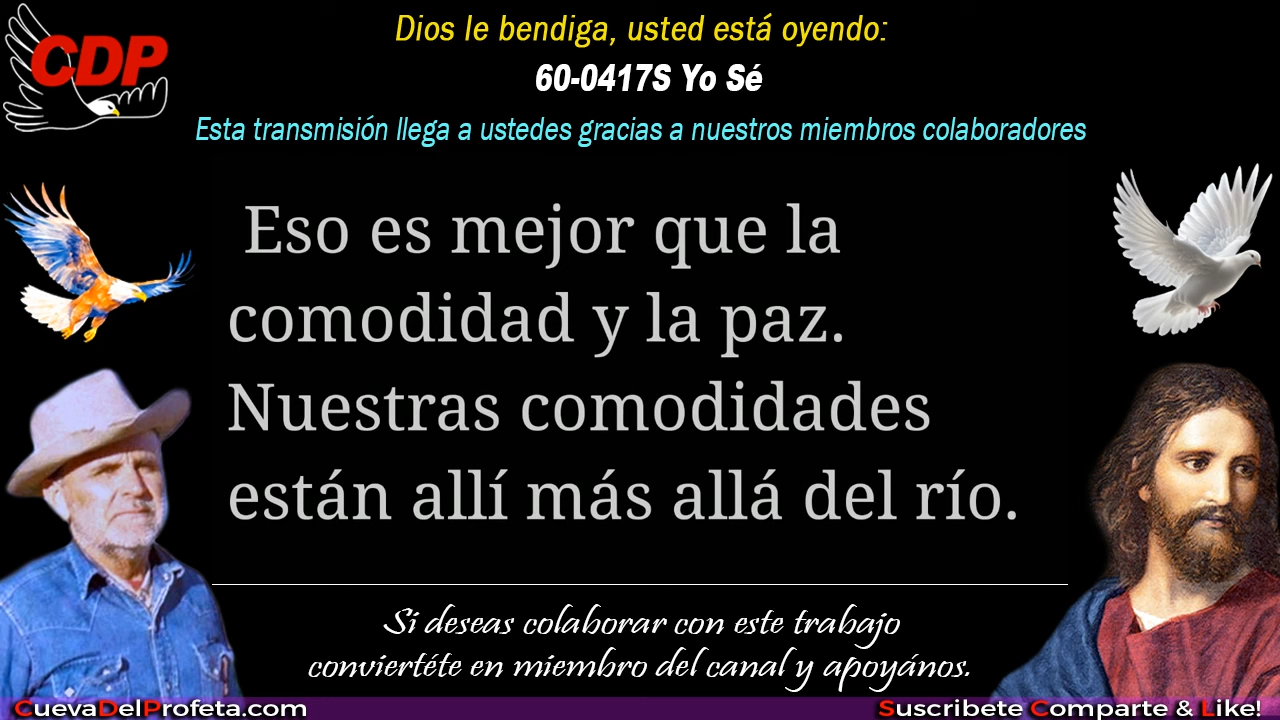 CDP
Dios le bendiga, usted está oyendo:
60-0417S Yo Sé
Esta transmisión llega a ustedes gracias a nuestros miembros colaboradores
Eso es mejor que la
comodidad y la paz.
Nuestras comodidades
están allí más allá del río.
Si deseas colaborar con este trabajo
conviertéte en miembro del canal y apoyános.
CuevaDelProfeta.com
Suscribete Comparte & Like!